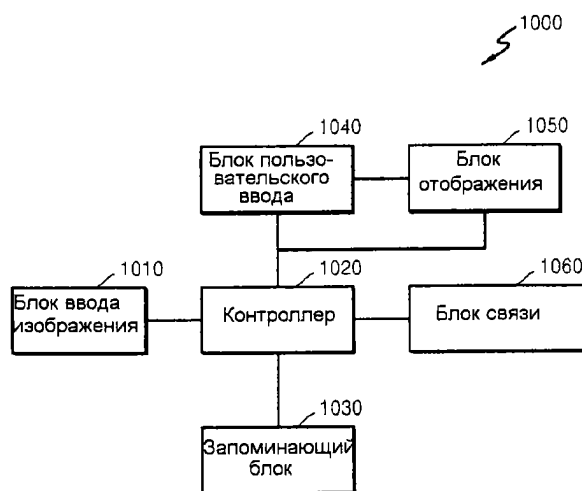 1000
1040
Блок пользо-
вательского
ввода
1050
Блок
отображения
1010
Блок ввода
изображения
1020
Контроллер
1060
Блок связи
1030
Запоминающий
блок